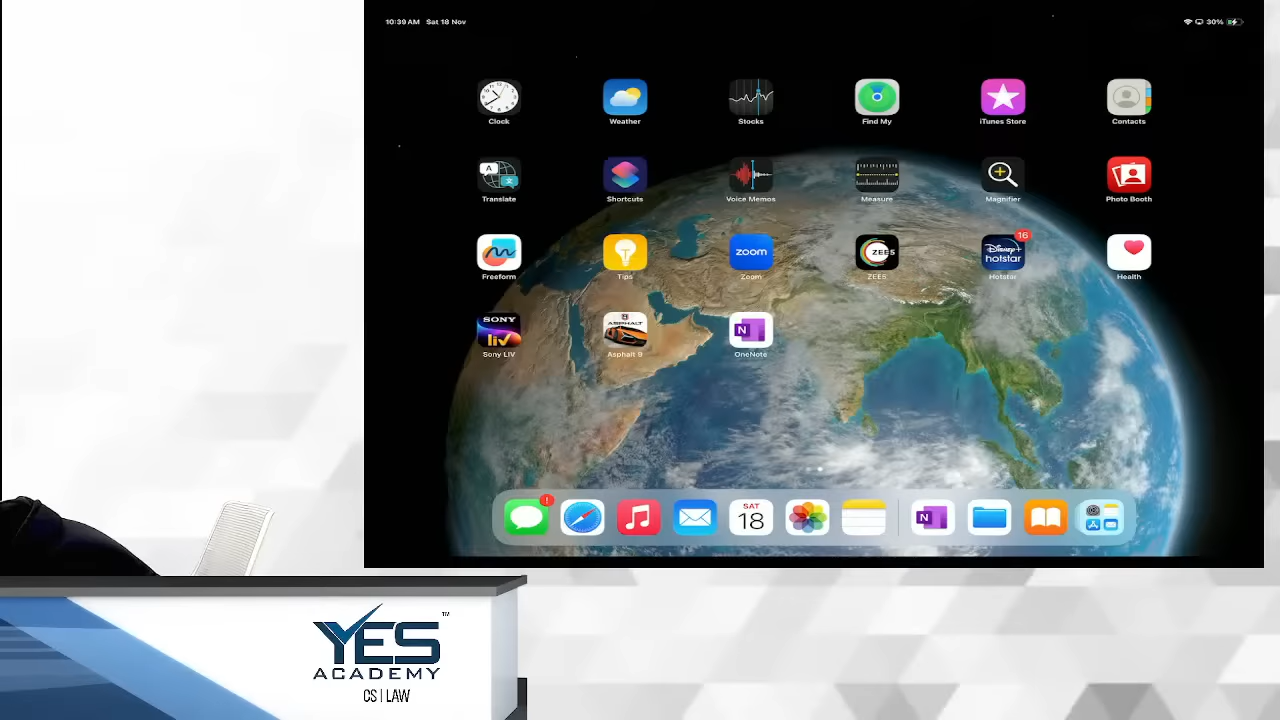 10:39 AM Sat 18 Nov
30%
Clock
Weather
Stocks
Find My
iTunes Store
Contacts
Translate
Shortcuts
Voice Memos
Measure
Magnifier
Photo Booth
Freeform
Tips
zoom
Zoom
ZEE5
ZEE5
16
Disney+
hotstar
Hotstar
Health
SONY
liv
Sony LIV
ASPHALT
Asphalt 9
N
OneNote
SAT
18
N
YES™
ACADEMY
CS | LAW